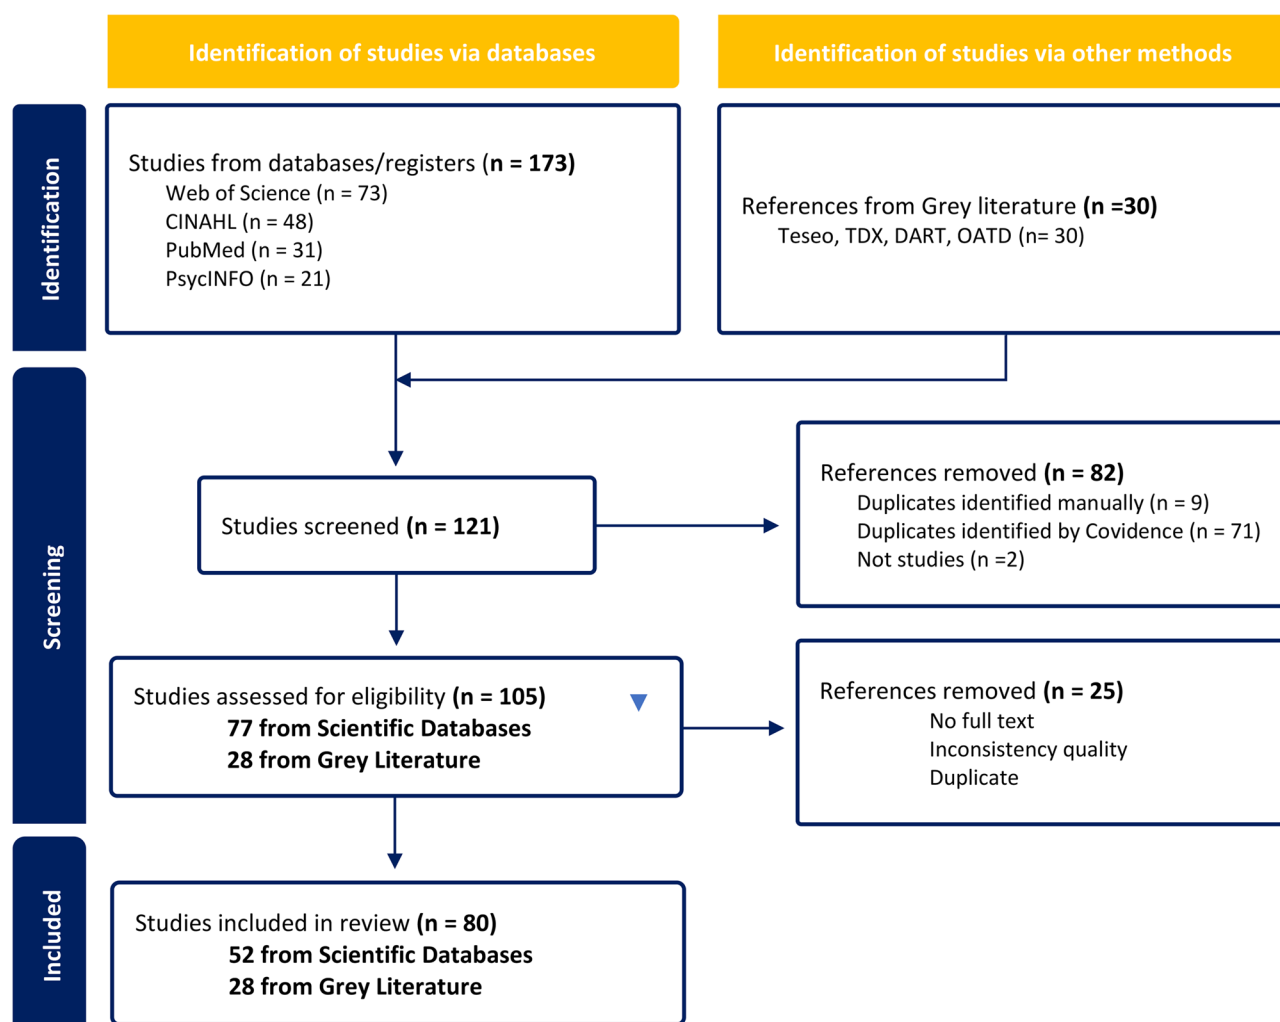 Identification of studies via databases
Identification of studies via other methods
Identification
Studies from databases/registers (n = 173)
Web of Science (n = 73)
CINAHL (n = 48)
PubMed (n = 31)
PsycINFO (n = 21)
References from Grey literature (n =30)
Teseo, TDX, DART, OATD (n= 30)
Screening
Studies screened (n = 121)
References removed (n = 82)
Duplicates identified manually (n = 9)
Duplicates identified by Covidence (n = 71)
Not studies (n =2)
Studies assessed for eligibility (n = 105)
77 from Scientific Databases
28 from Grey Literature
References removed (n = 25)
No full text
Inconsistency quality
Duplicate
Included
Studies included in review (n = 80)
52 from Scientific Databases
28 from Grey Literature